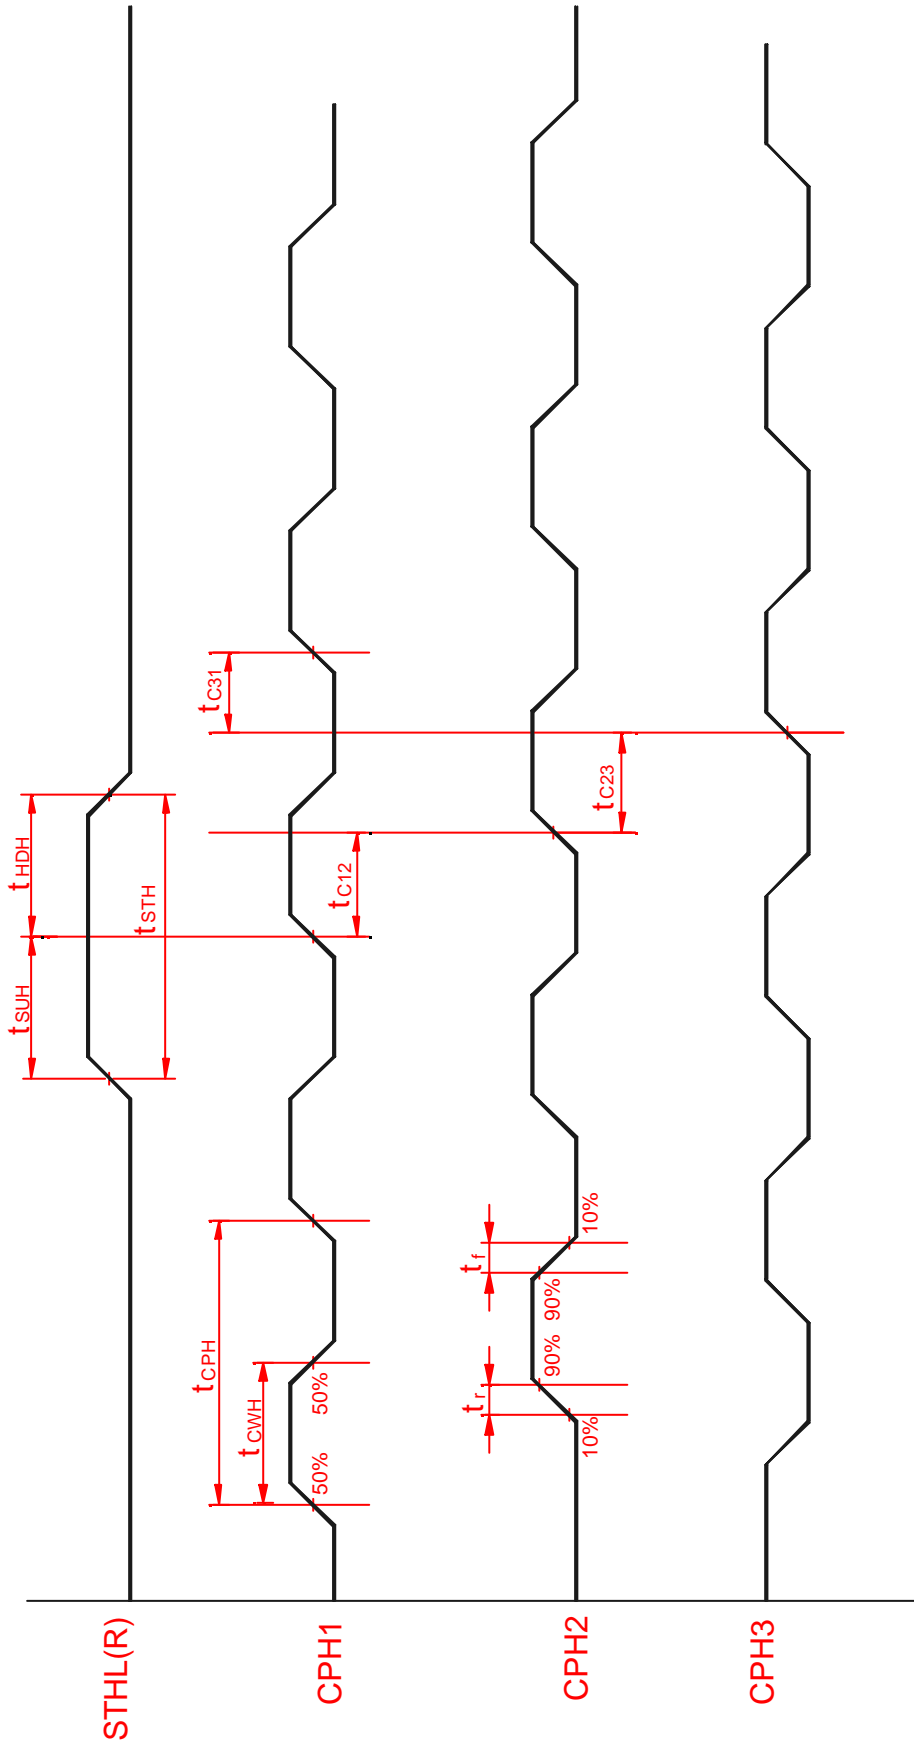 STHL(R)
tSUH
tHDH
tSTH
CPH1
tCPH
tCWH
50%
50%
tC12
tC31
CPH2
tr
tf
10%
90%
90%
10%
tC23
CPH3